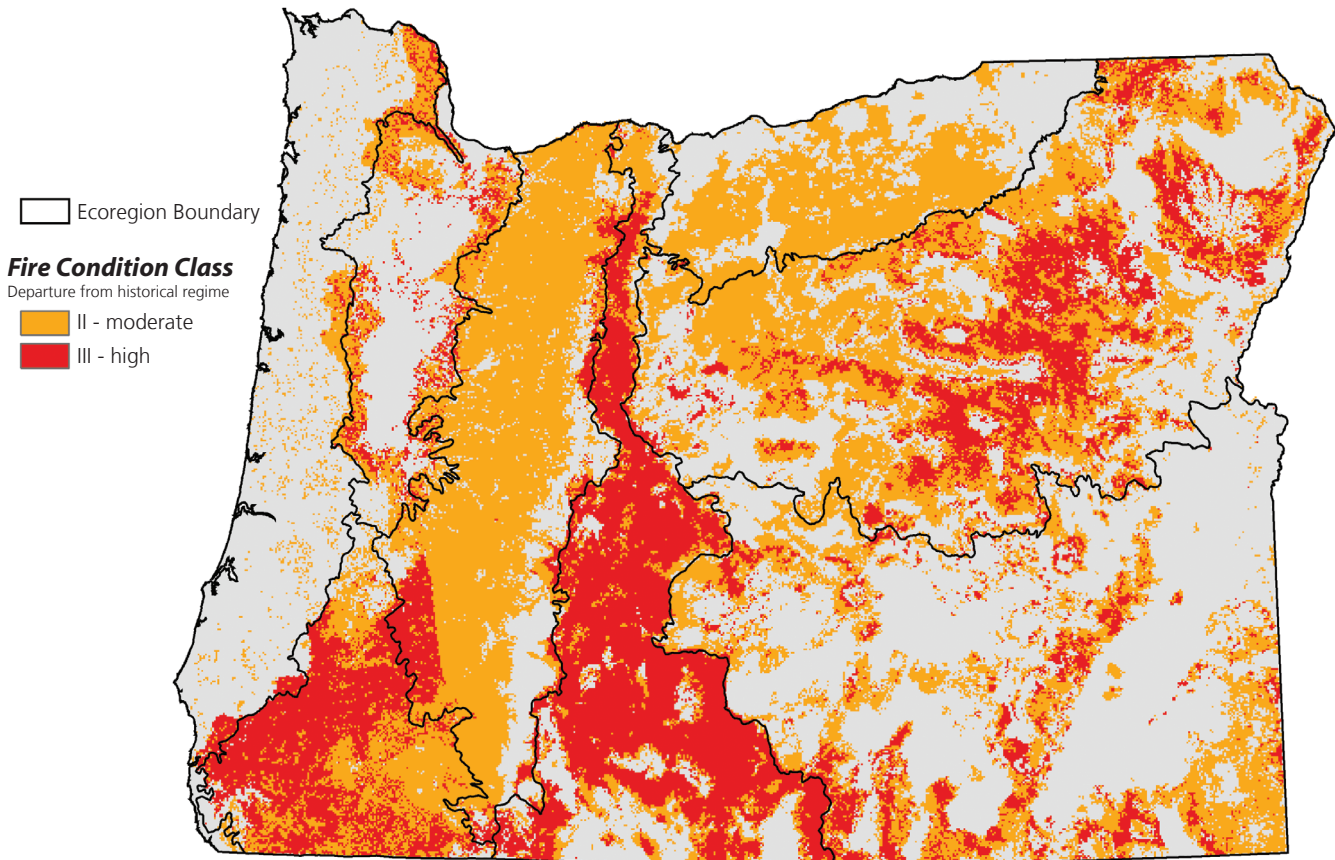 Ecoregion Boundary
Fire Condition Class
Departure from historical regime
II - moderate
III - high